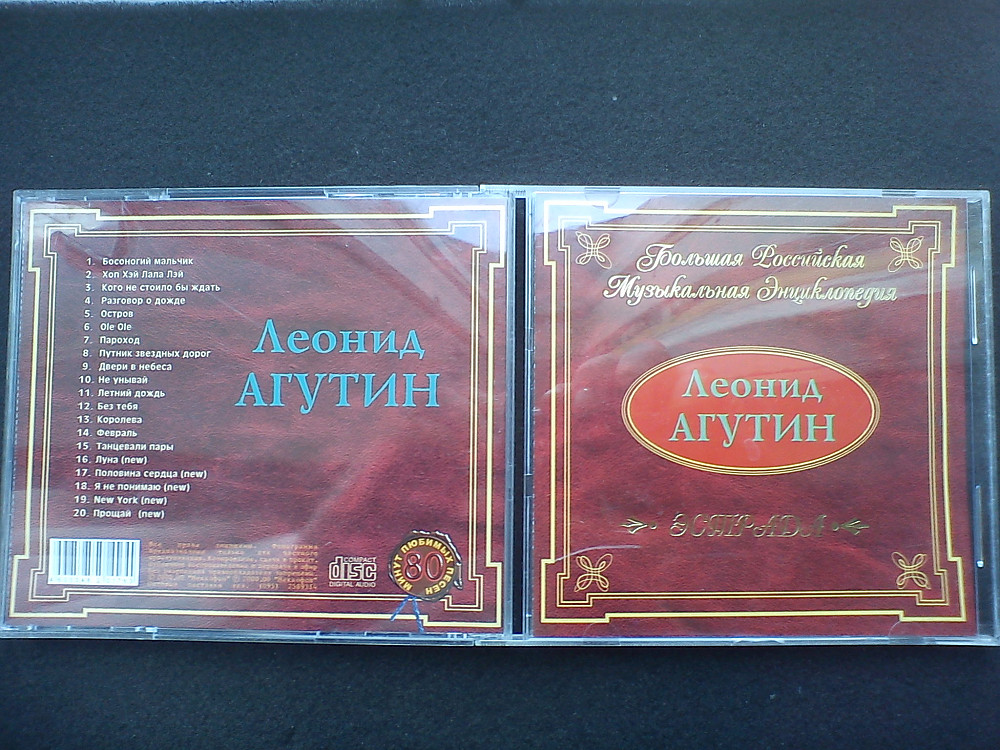 1. Босоногий мальчик
2. Хоп Хэй Лала Лэй
3. Кого не стоило бы ждать
4. Разговор о дожде
5. Остров
6. Ole Ole
7. Пароход
8. Путник звездных дорог
9. Двери в небеса
10. Не унывай
11. Летний дождь
12. Без тебя
13. Королева
14. Февраль
15. Танцевали пары
16. Луна (new)
17. Половина сердца (new)
18. Я не понимаю (new)
19. New York (new)
20. Прощай (new)
Леонид
АГУТИН
COMPACT
disc
DIGITAL AUDIO
80
МИНУТ ЛЮБИМЫХ ПЕСЕН
Большая Российская
Музыкальная Энциклопедия
Леонид
АГУТИН
ЭСТРАДА